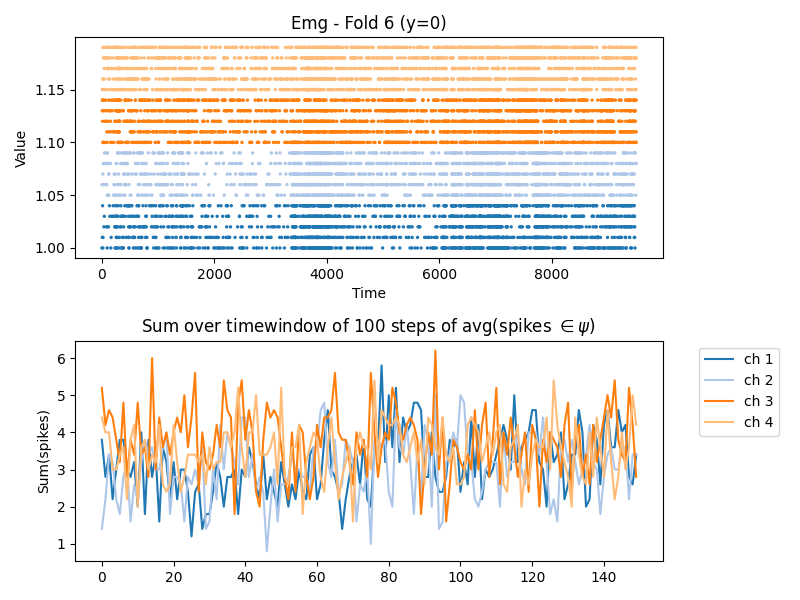 Emg - Fold 6 (y=0)
Value
1.15
1.10
1.05
1.00
0
2000
4000
6000
8000
Time
Sum over timewindow of 100 steps of avg(spikes ∈ψ)
Sum(spikes)
6
5
4
3
2
1
0
20
40
60
80
100
120
140
ch 1
ch 2
ch 3
ch 4